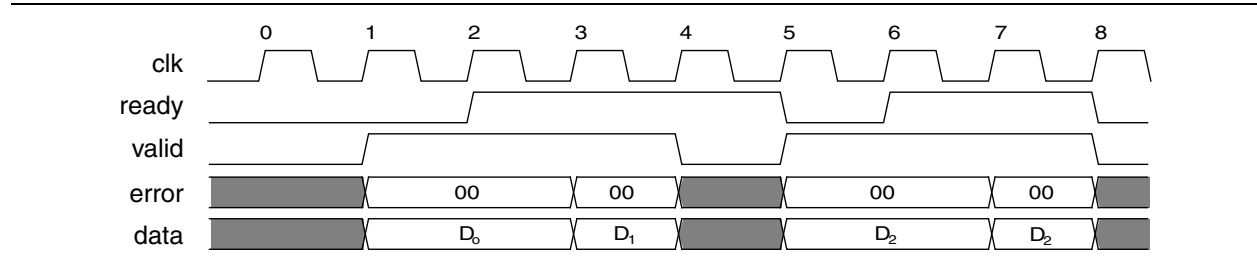 0 1 2 3 4 5 6 7 8
clk
ready
valid
error 00 00 00 00
data D₀ D₁ D₂ D₂